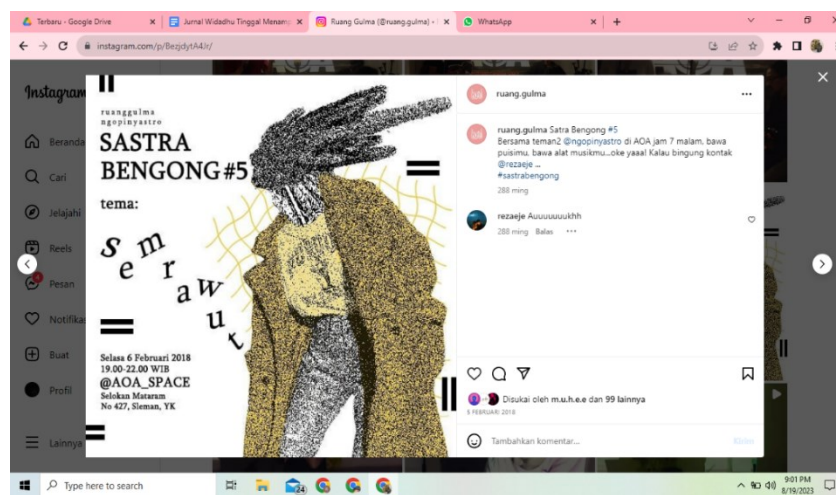 Terbaru - Google Drive
Jurnal Widadhu Tinggal Menamp
Ruang Gulma (@ruang.gulma) •
WhatsApp
instagram.com/p/BezjdytA4Jr/
Instagram
Beranda
Cari
Jelajahi
Reels
Pesan
Notifikas
Buat
Profil
Lainnya
ruanggulma
ngopinyastro
SASTRA
BENGONG #5
tema:
semrawut
Selasa 6 Februari 2018
19.00-22.00 WIB
@AOA_SPACE
Selokan Mataram
No 427, Sleman, YK
ruang.gulma
ruang.gulma Satra Bengong #5
Bersama teman2 @ngopinyastro di AOA jam 7 malam, bawa
puisimu, bawa alat musikmu...oke yaaa! Kalau bingung kontak
@rezaeje ...
#sastrabengong
288 ming
rezaeje Auuuuuuukhh
288 ming Balas
Disukai oleh m.u.h.e.e dan 99 lainnya
5 FEBRUARI 2018
Tambahkan komentar...
Kirim
Type here to search
24
9:01 PM
8/19/2023